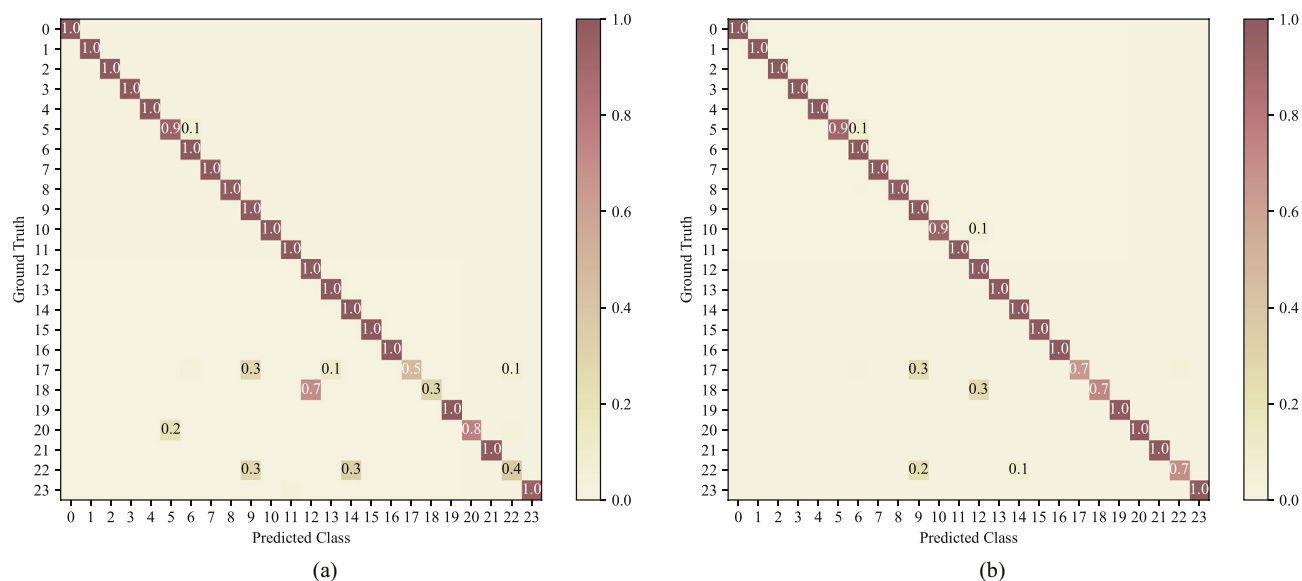 0 1.0 1.0
1 1.0
2 1.0
3 1.0 0.8
4 1.0
5 0.9 0.1
6 1.0
7 1.0 0.6
8 1.0
9 1.0
10 1.0
11 1.0
12 1.0 0.4
13 1.0
14 1.0
15 1.0
16 1.0
17 0.3 0.1 0.5 0.1
18 0.7 0.3
19 1.0 0.2
20 0.2 0.8
21 1.0
22 0.3 0.3 0.4
23 1.0 0.0
0 1 2 3 4 5 6 7 8 9 10 11 12 13 14 15 16 17 18 19 20 21 22 23
Ground Truth
Predicted Class
(a)
0 1.0 1.0
1 1.0
2 1.0
3 1.0 0.8
4 1.0
5 0.9 0.1
6 1.0
7 1.0 0.6
8 1.0
9 1.0
10 0.9 0.1
11 1.0
12 1.0 0.4
13 1.0
14 1.0
15 1.0
16 1.0
17 0.3 0.7
18 0.3 0.7
19 1.0 0.2
20 1.0
21 1.0
22 0.2 0.1 0.7
23 1.0 0.0
0 1 2 3 4 5 6 7 8 9 10 11 12 13 14 15 16 17 18 19 20 21 22 23
Ground Truth
Predicted Class
(b)